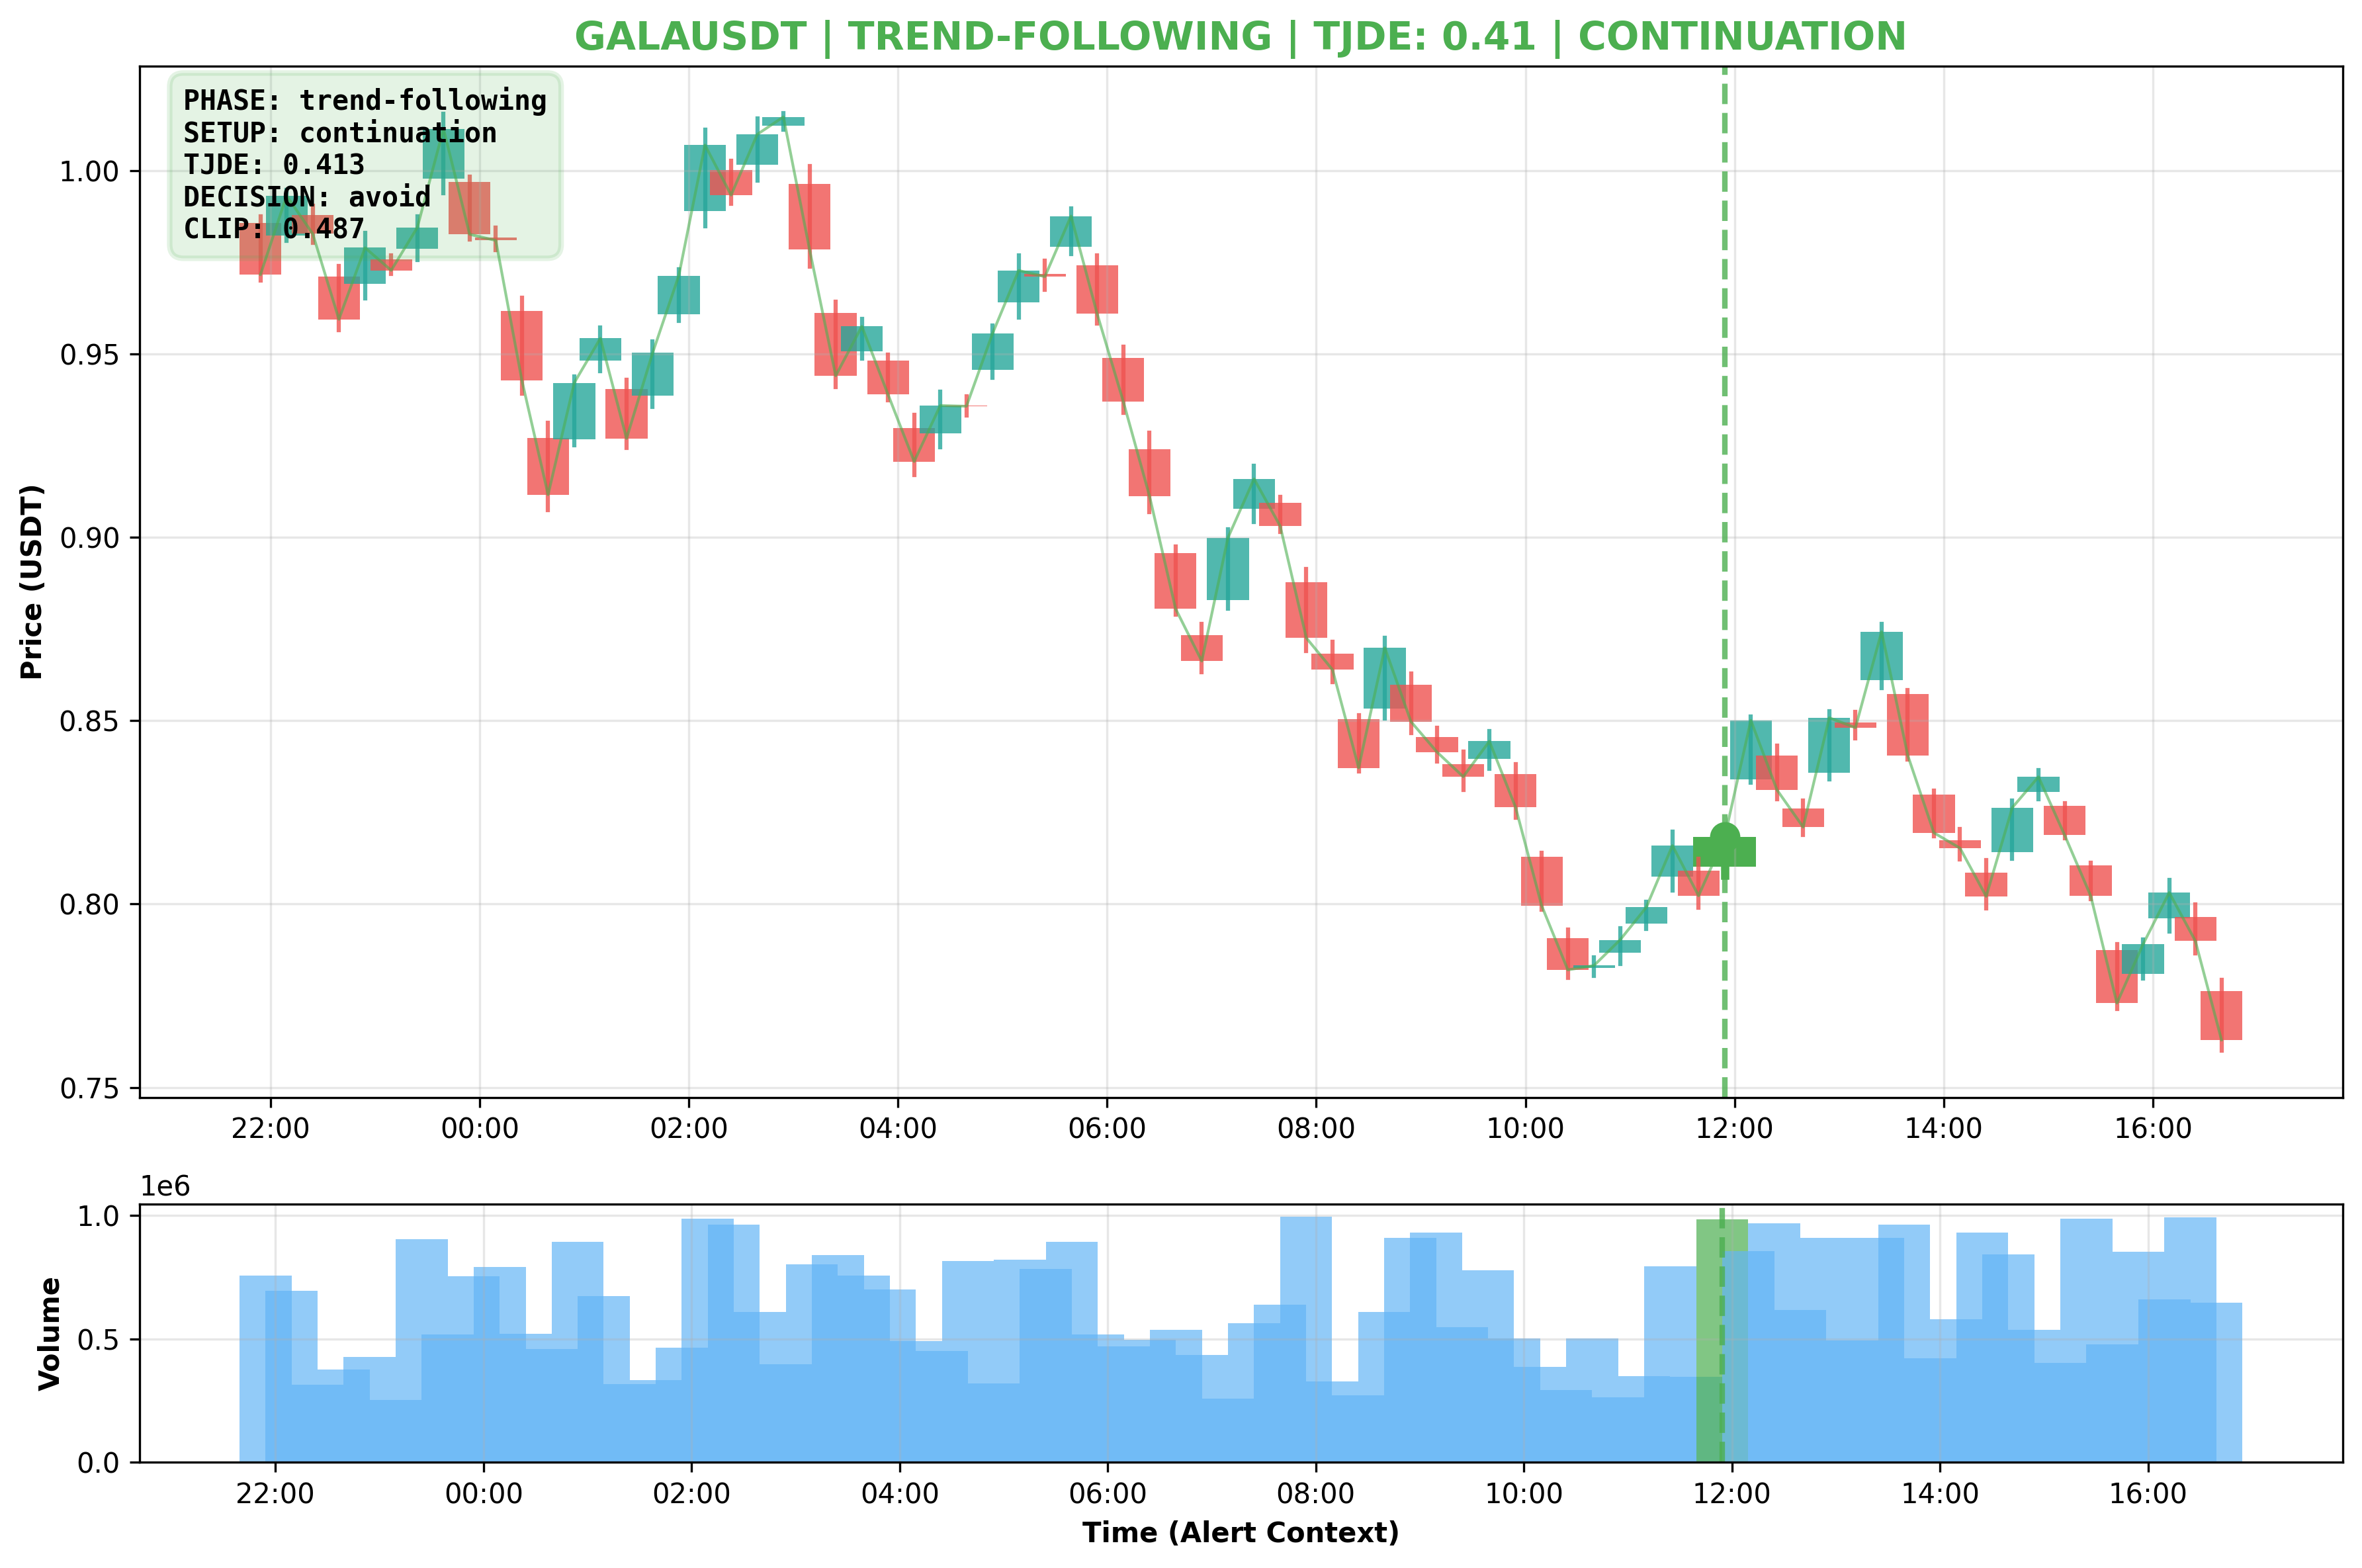 GALAUSDT | TREND-FOLLOWING | TJDE: 0.41 | CONTINUATION
PHASE: trend-following
SETUP: continuation
TJDE: 0.413
DECISION: avoid
CLIP: 0.487
Price (USDT)
1.00
0.95
0.90
0.85
0.80
0.75
22:00 00:00 02:00 04:00 06:00 08:00 10:00 12:00 14:00 16:00
1e6
Volume
1.0
0.5
0.0
22:00 00:00 02:00 04:00 06:00 08:00 10:00 12:00 14:00 16:00
Time (Alert Context)